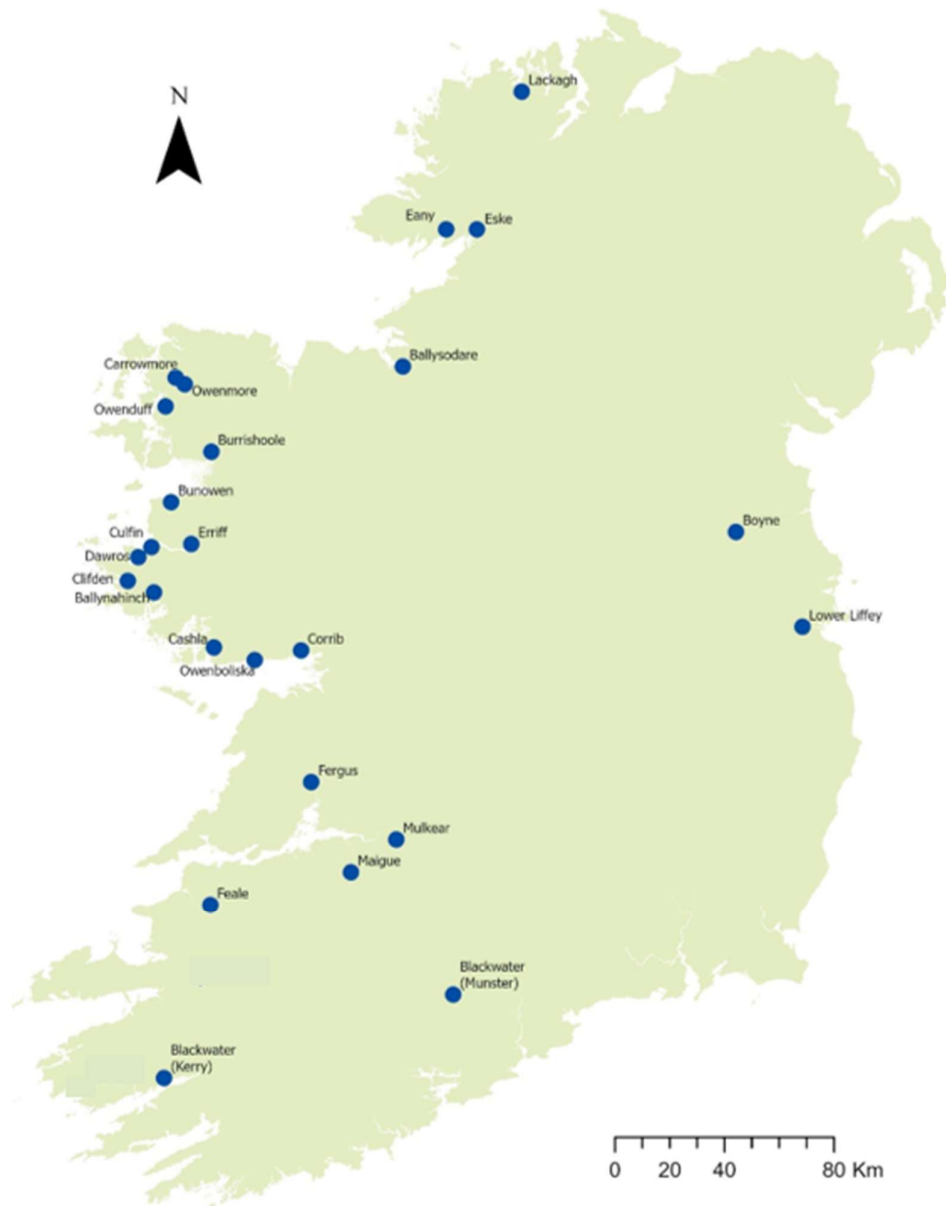 Lackagh
N
Eany
Eske
Ballysodare
Carrowmore
Owenmore
Owenduff
Burrishoole
Bunowen
Culfin
Erriff
Boyne
Dawros
Clifden
Ballynahinch
Lower Liffey
Cashla
Corrib
Owenboliska
Fergus
Mulkear
Maigue
Feale
Blackwater
(Munster)
Blackwater
(Kerry)
0 20 40 80 Km